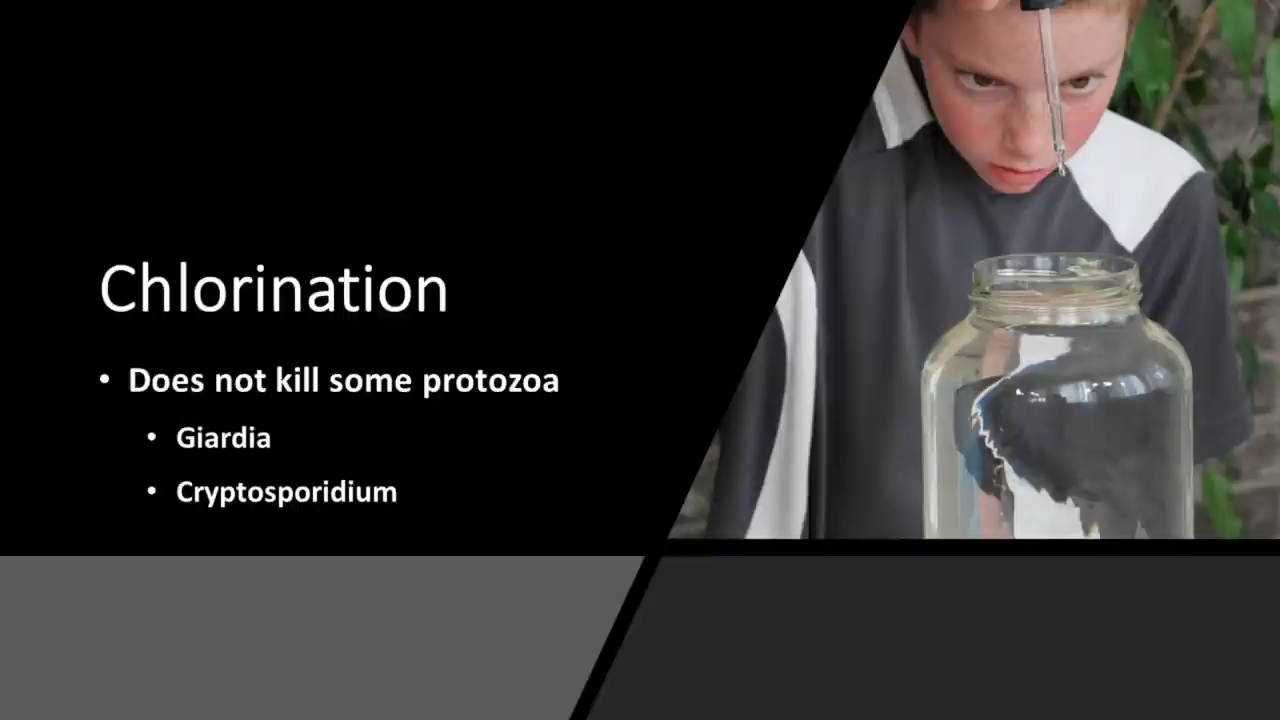 Chlorination
• Does not kill some protozoa
• Giardia
• Cryptosporidium